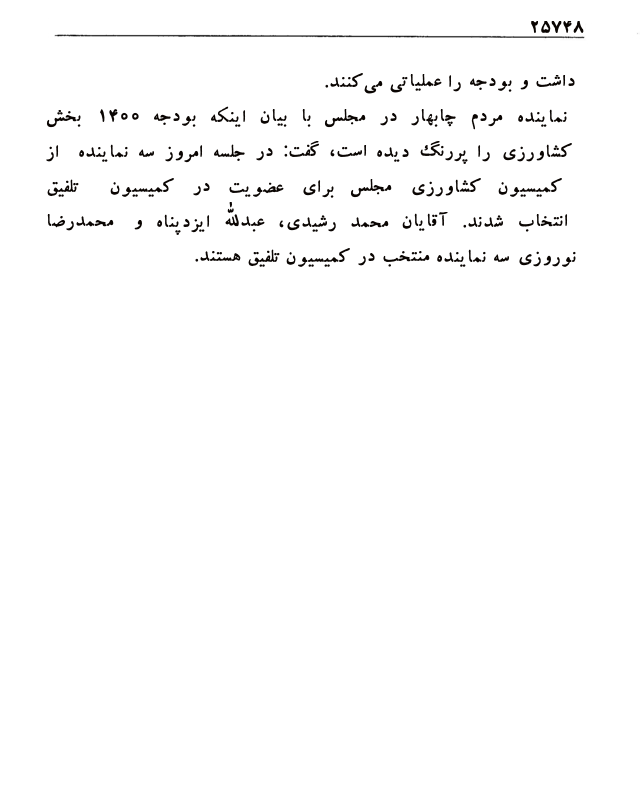 ۲۵۷۴۸
داشت و بودجه را عملیاتی می‌کنند.
نماینده مردم چابهار در مجلس با بیان اینکه بودجه ۱۴۰۰ بخش
کشاورزی را پررنگ دیده است، گفت: در جلسه امروز سه نماینده از
کمیسیون کشاورزی مجلس برای عضویت در کمیسیون تلفیق
انتخاب شدند. آقایان محمد رشیدی، عبدلله ایزدپناه و محمدرضا
نوروزی سه نماینده منتخب در کمیسیون تلفیق هستند.